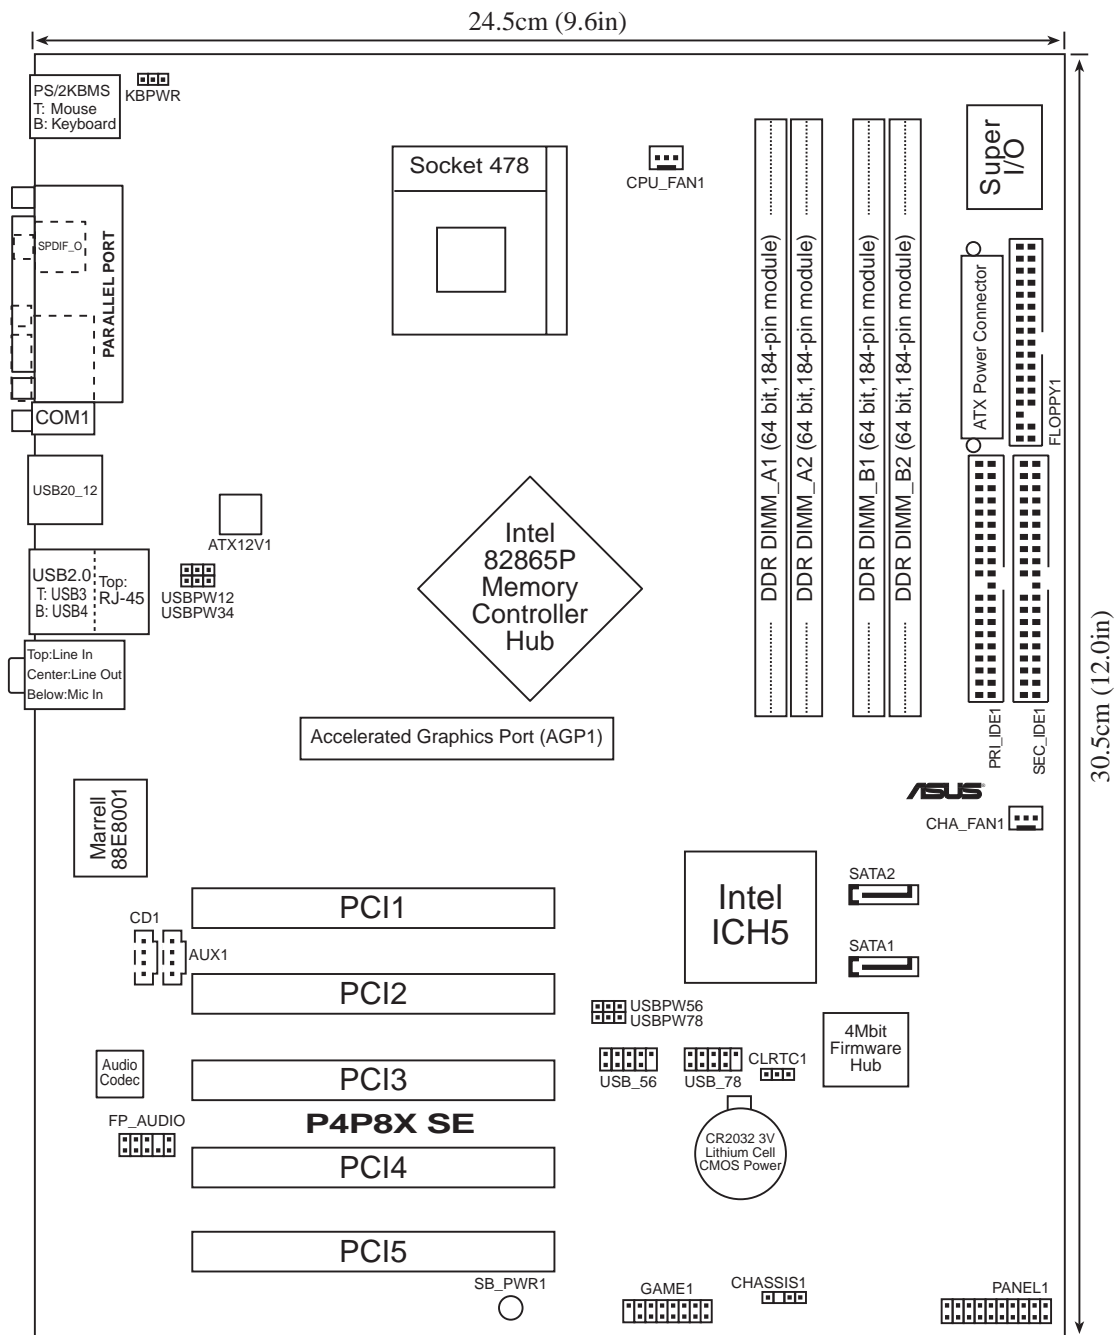 24.5cm (9.6in)
PS/2KBMS
T: Mouse
B: Keyboard
KBPWR
Socket 478
CPU_FAN1
Super
I/O
SPDIF_O
PARALLEL PORT
COM1
DDR DIMM_A1 (64 bit,184-pin module)
DDR DIMM_A2 (64 bit,184-pin module)
DDR DIMM_B1 (64 bit,184-pin module)
DDR DIMM_B2 (64 bit,184-pin module)
ATX Power Connector
FLOPPY1
USB20_12
ATX12V1
Intel
82865P
Memory
Controller
Hub
USB2.0
T: USB3
B: USB4
Top:
RJ-45
USBPW12
USBPW34
Top:Line In
Center:Line Out
Below:Mic In
30.5cm (12.0in)
Accelerated Graphics Port (AGP1)
PRI_IDE1
SEC_IDE1
ASUS
CHA_FAN1
Marrell
88E8001
Intel
ICH5
SATA2
SATA1
PCI1
CD1
AUX1
PCI2
USBPW56
USBPW78
4Mbit
Firmware
Hub
Audio
Codec
PCI3
USB_56
USB_78
CLRTC1
FP_AUDIO
P4P8X SE
CR2032 3V
Lithium Cell
CMOS Power
PCI4
PCI5
SB_PWR1
GAME1
CHASSIS1
PANEL1